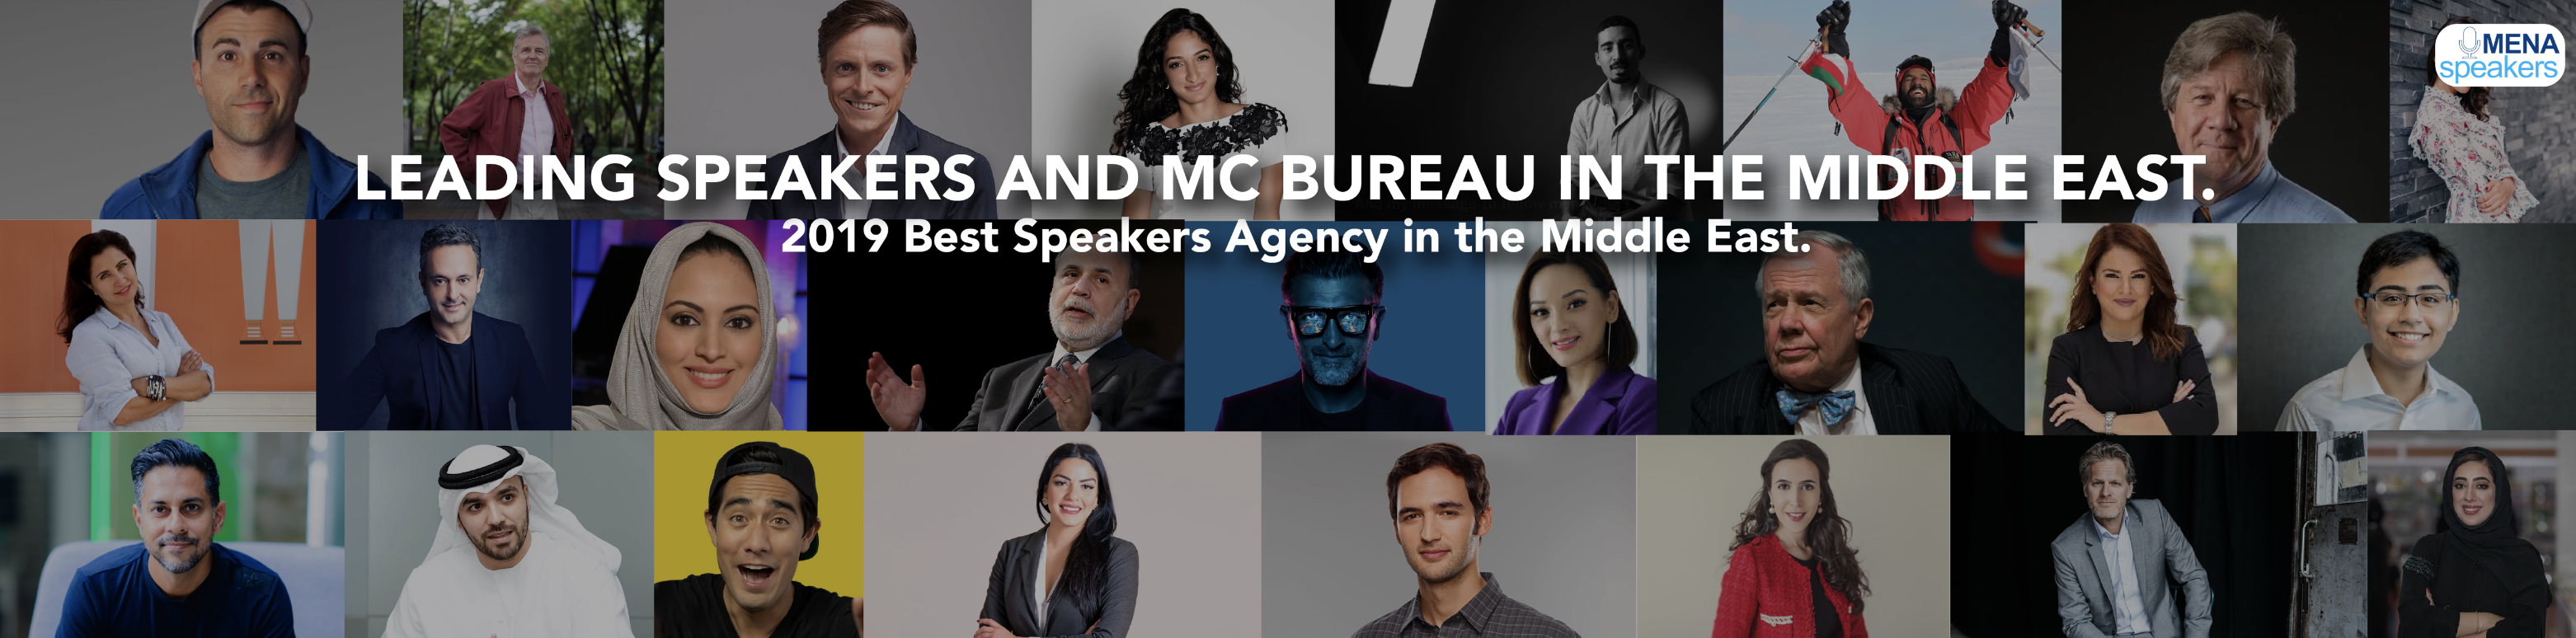 MENA
speakers
LEADING SPEAKERS AND MC BUREAU IN THE MIDDLE EAST.
2019 Best Speakers Agency in the Middle East.